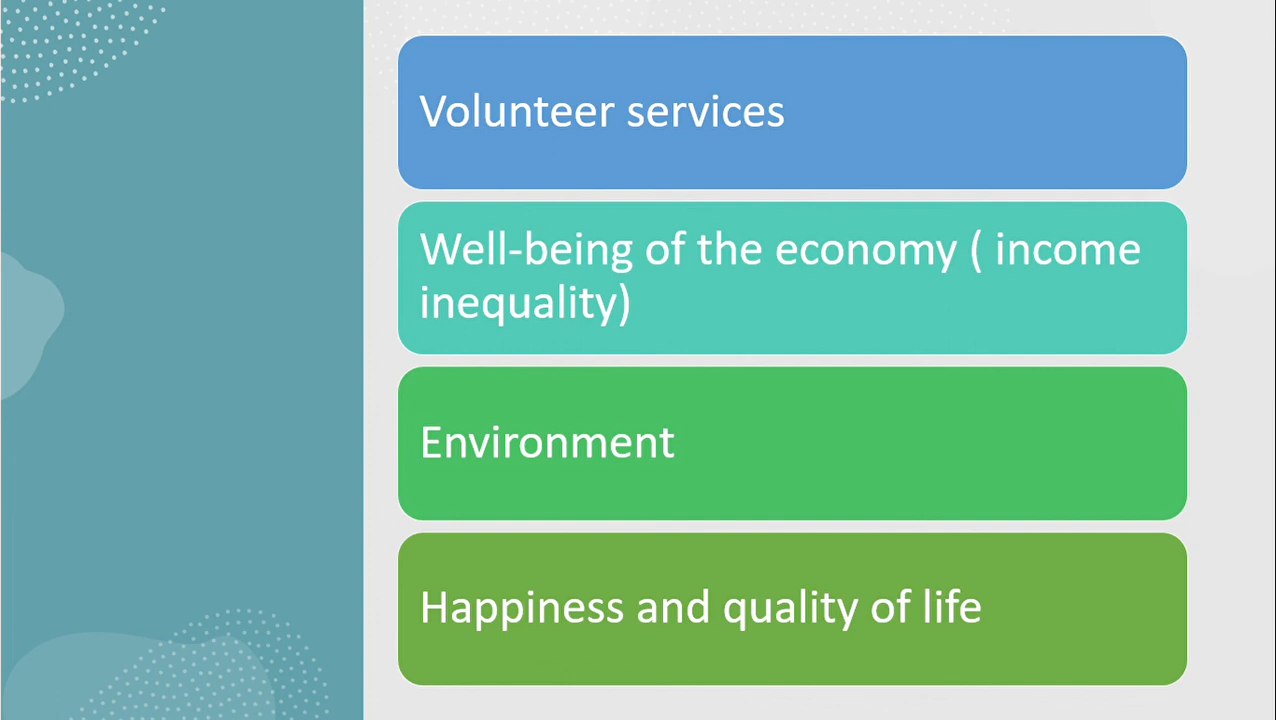 Volunteer services
Well-being of the economy ( income
inequality)
Environment
Happiness and quality of life